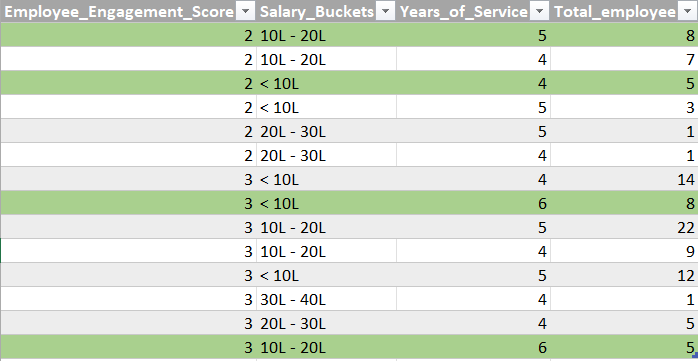 Employee_Engagement_Score Salary_Buckets Years_of_Service Total_employee
2 10L - 20L 5 8
2 10L - 20L 4 7
2 < 10L 4 5
2 < 10L 5 3
2 20L - 30L 5 1
2 20L - 30L 4 1
3 < 10L 4 14
3 < 10L 6 8
3 10L - 20L 5 22
3 10L - 20L 4 9
3 < 10L 5 12
3 30L - 40L 4 1
3 20L - 30L 4 5
3 10L - 20L 6 5